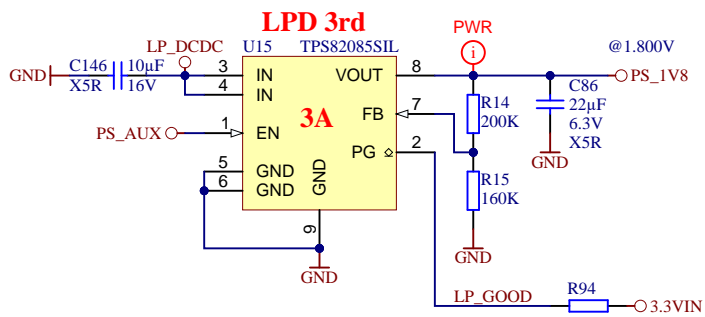 LPD 3rd
PWR
LP_DCDC
U15 TPS82085SIL
@1.800V
C146 10µF
GND
X5R 16V
3 IN
4 IN
VOUT 8
PS_1V8
C86
22µF
6.3V
X5R
GND
R14
200K
3A
FB 7
PS_AUX 1 EN
PG 2
5 GND
6 GND
GND
9
R15
160K
GND
GND
LP_GOOD
R94
3.3VIN